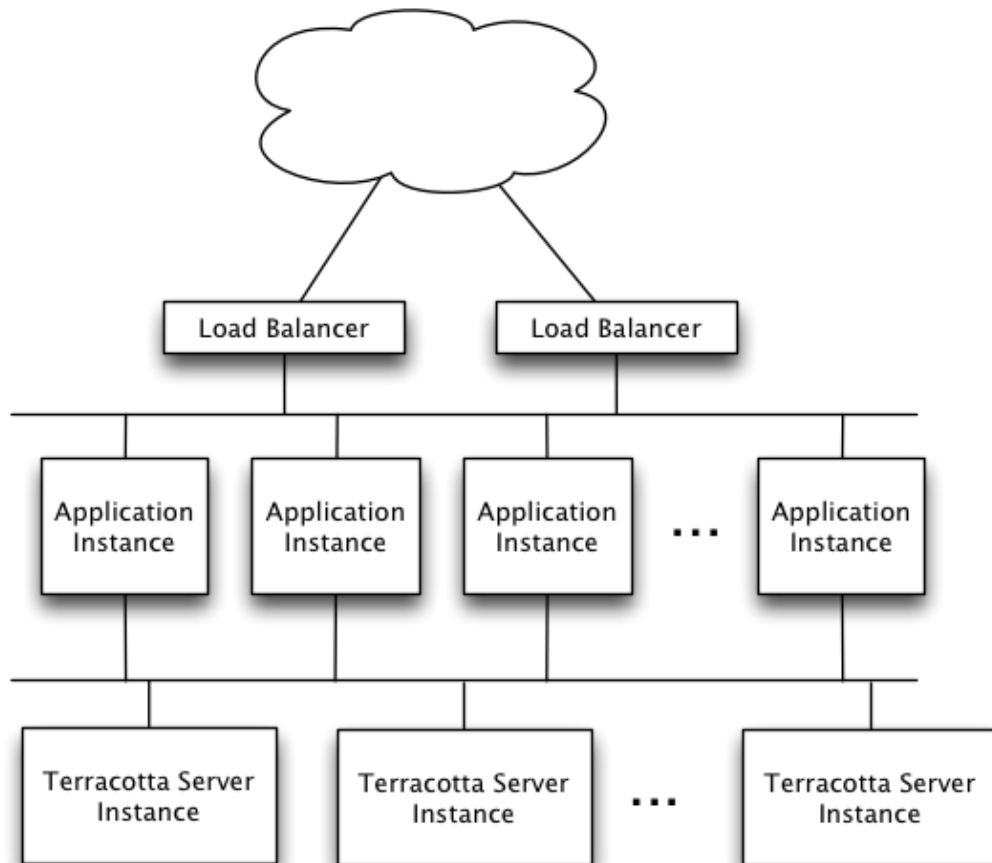 Load Balancer
Load Balancer
Application
Instance
Application
Instance
Application
Instance
...
Application
Instance
Terracotta Server
Instance
Terracotta Server
Instance
...
Terracotta Server
Instance